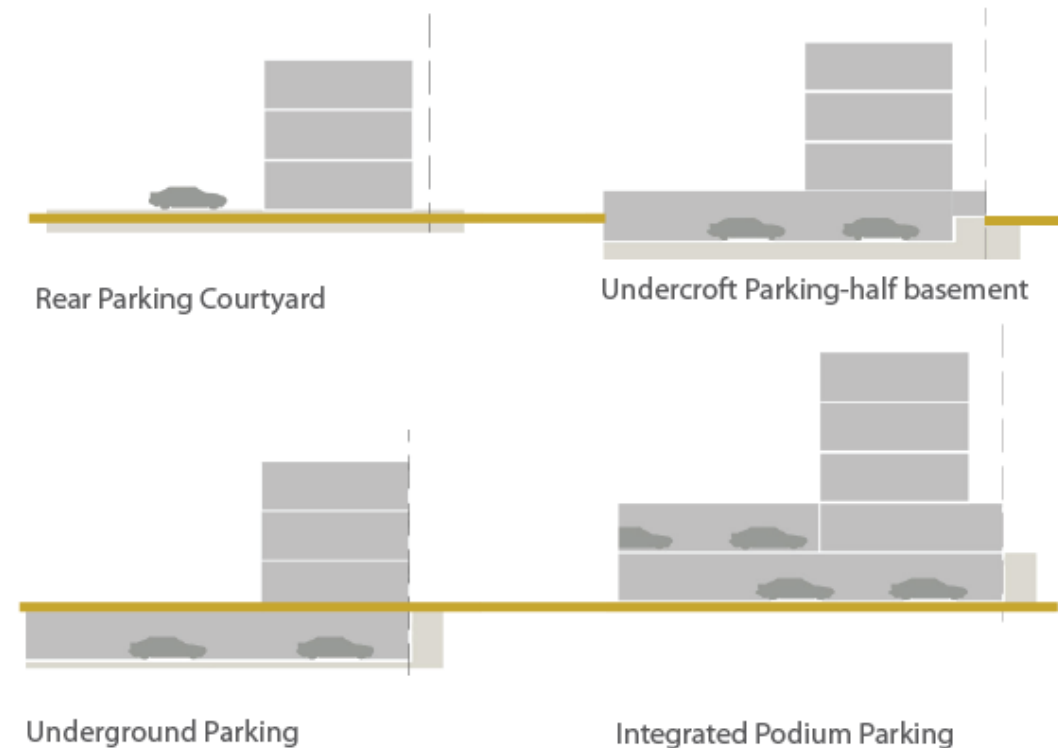 Rear Parking Courtyard
Undercroft Parking-half basement
Underground Parking
Integrated Podium Parking